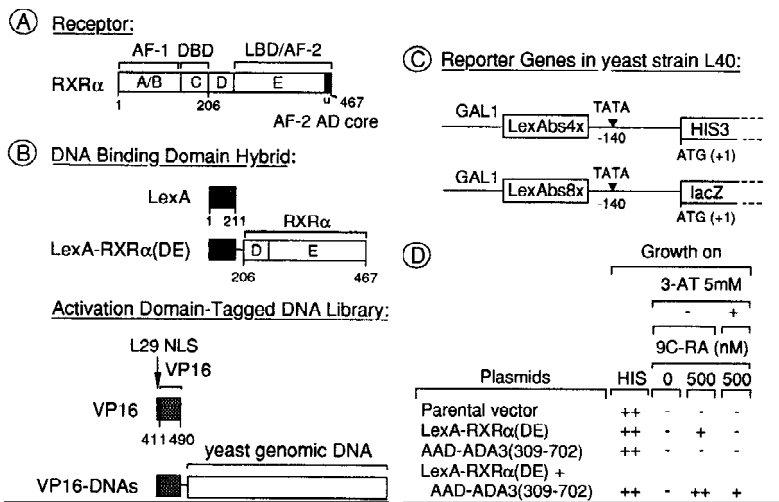 A Receptor:
AF-1 DBD LBD/AF-2
RXRα A/B C D E
1 206 u 467
AF-2 AD core
B DNA Binding Domain Hybrid:
LexA
1 211 RXRα
LexA-RXRα(DE) D E
206 467
Activation Domain-Tagged DNA Library:
L29 NLS
VP16
VP16
411 490
yeast genomic DNA
VP16-DNAs
C Reporter Genes in yeast strain L40:
GAL1 LexAbs4x TATA HIS3
-140 ATG (+1)
GAL1 LexAbs8x TATA lacZ
-140 ATG (+1)
D Growth on
3-AT 5mM
- +
9C-RA (nM)
Plasmids HIS 0 500 500
Parental vector ++ - - -
LexA-RXRα(DE) ++ - + -
AAD-ADA3(309-702) ++ - - -
LexA-RXRα(DE) +
AAD-ADA3(309-702) ++ - ++ +